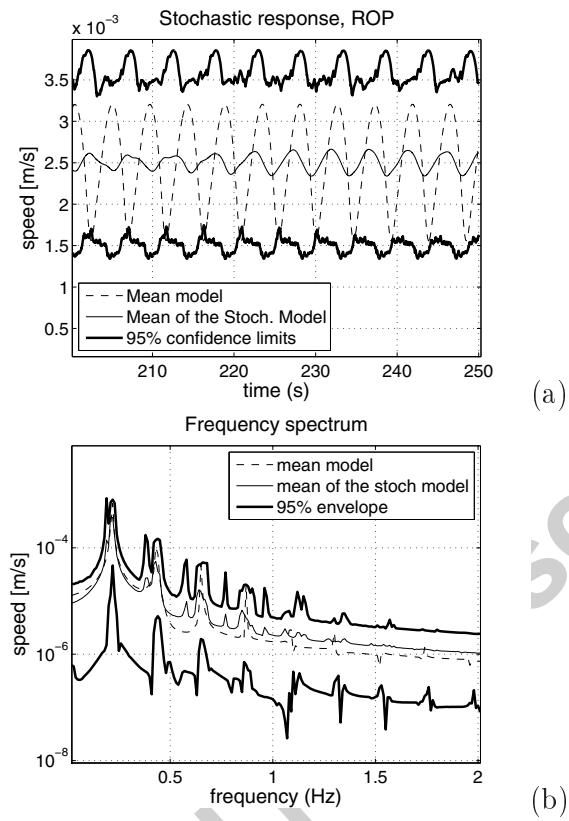 Stochastic response, ROP
x 10⁻³
3.5
3
2.5
2
1.5
1
0.5
speed [m/s]
Mean model
Mean of the Stoch. Model
95% confidence limits
210 220 230 240 250
time (s)
(a)
Frequency spectrum
mean model
mean of the stoch model
95% envelope
10⁻⁴
10⁻⁶
10⁻⁸
speed [m/s]
0.5 1 1.5 2
frequency (Hz)
(b)